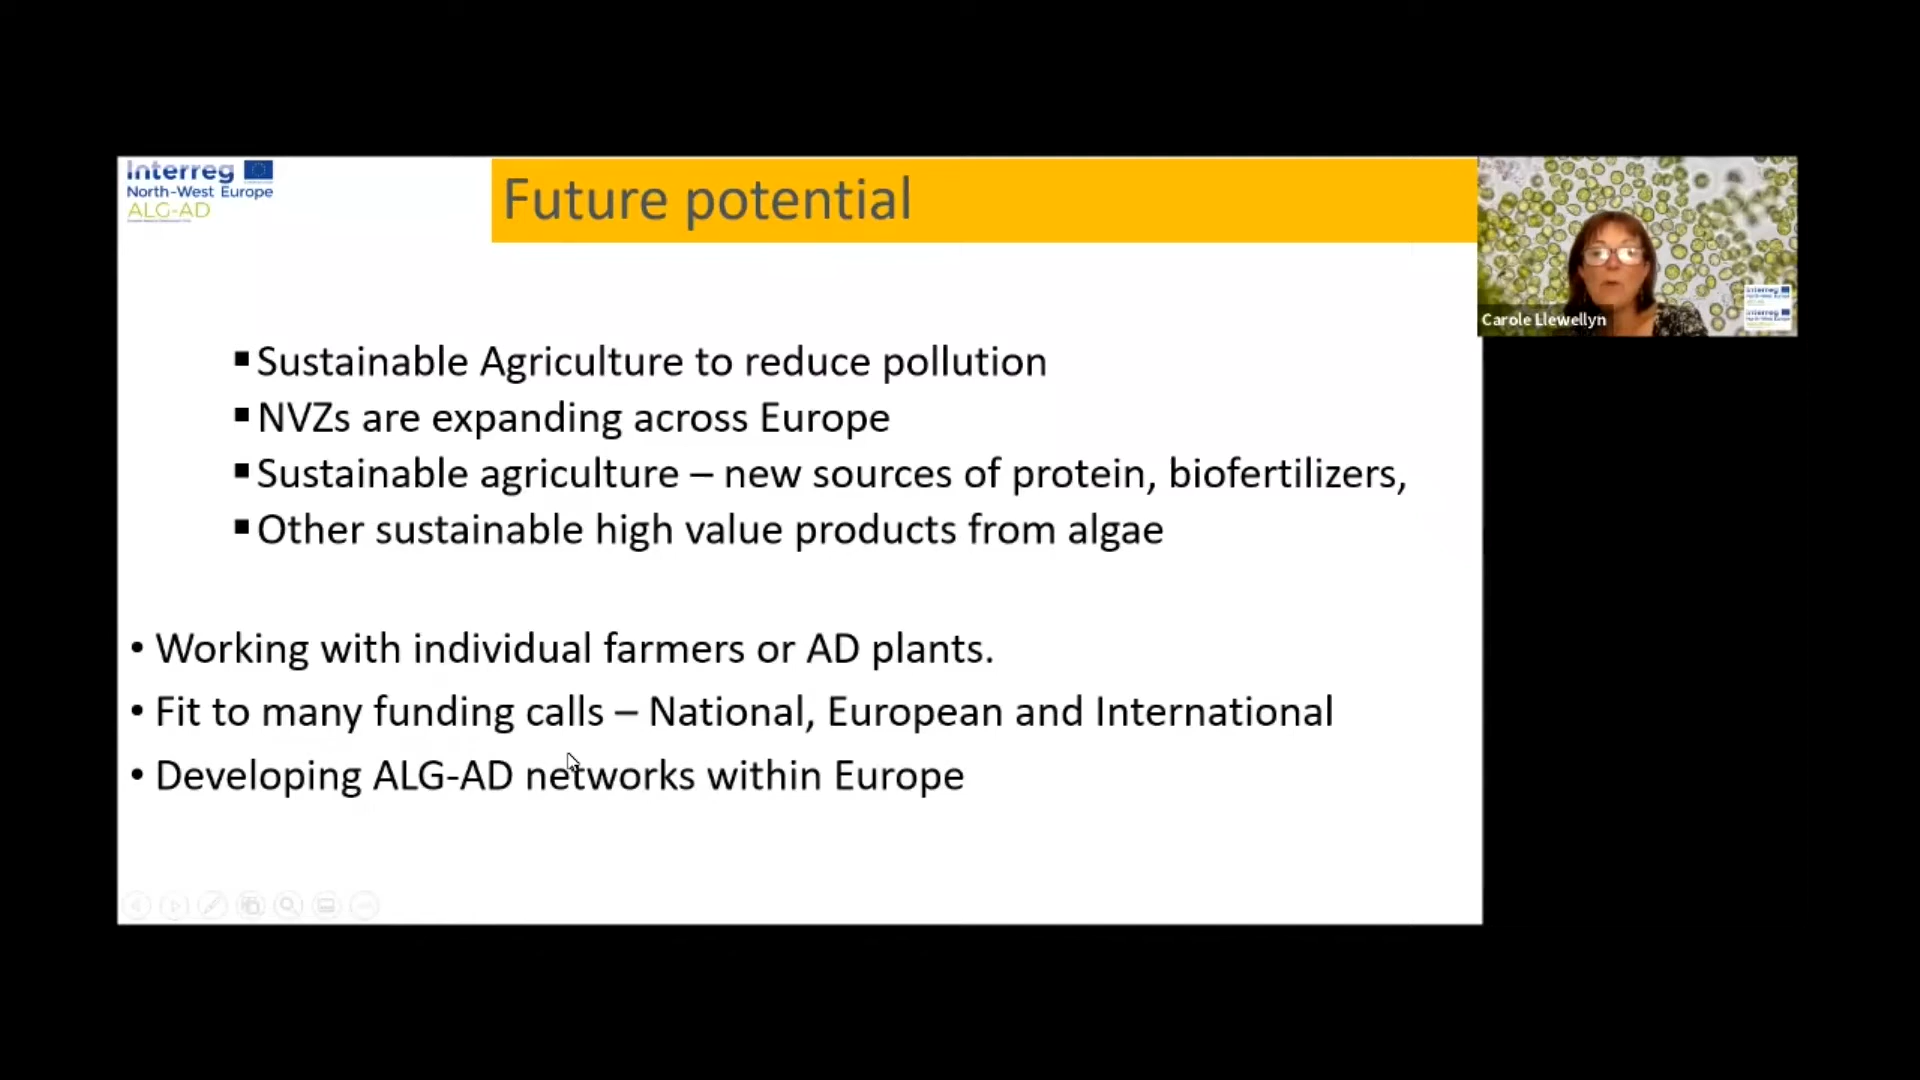 Interreg
North-West Europe
ALG-AD
Future potential
Carole Llewellyn
Interreg
Interreg
▪ Sustainable Agriculture to reduce pollution
▪ NVZs are expanding across Europe
▪ Sustainable agriculture – new sources of protein, biofertilizers,
▪ Other sustainable high value products from algae
• Working with individual farmers or AD plants.
• Fit to many funding calls – National, European and International
• Developing ALG-AD networks within Europe